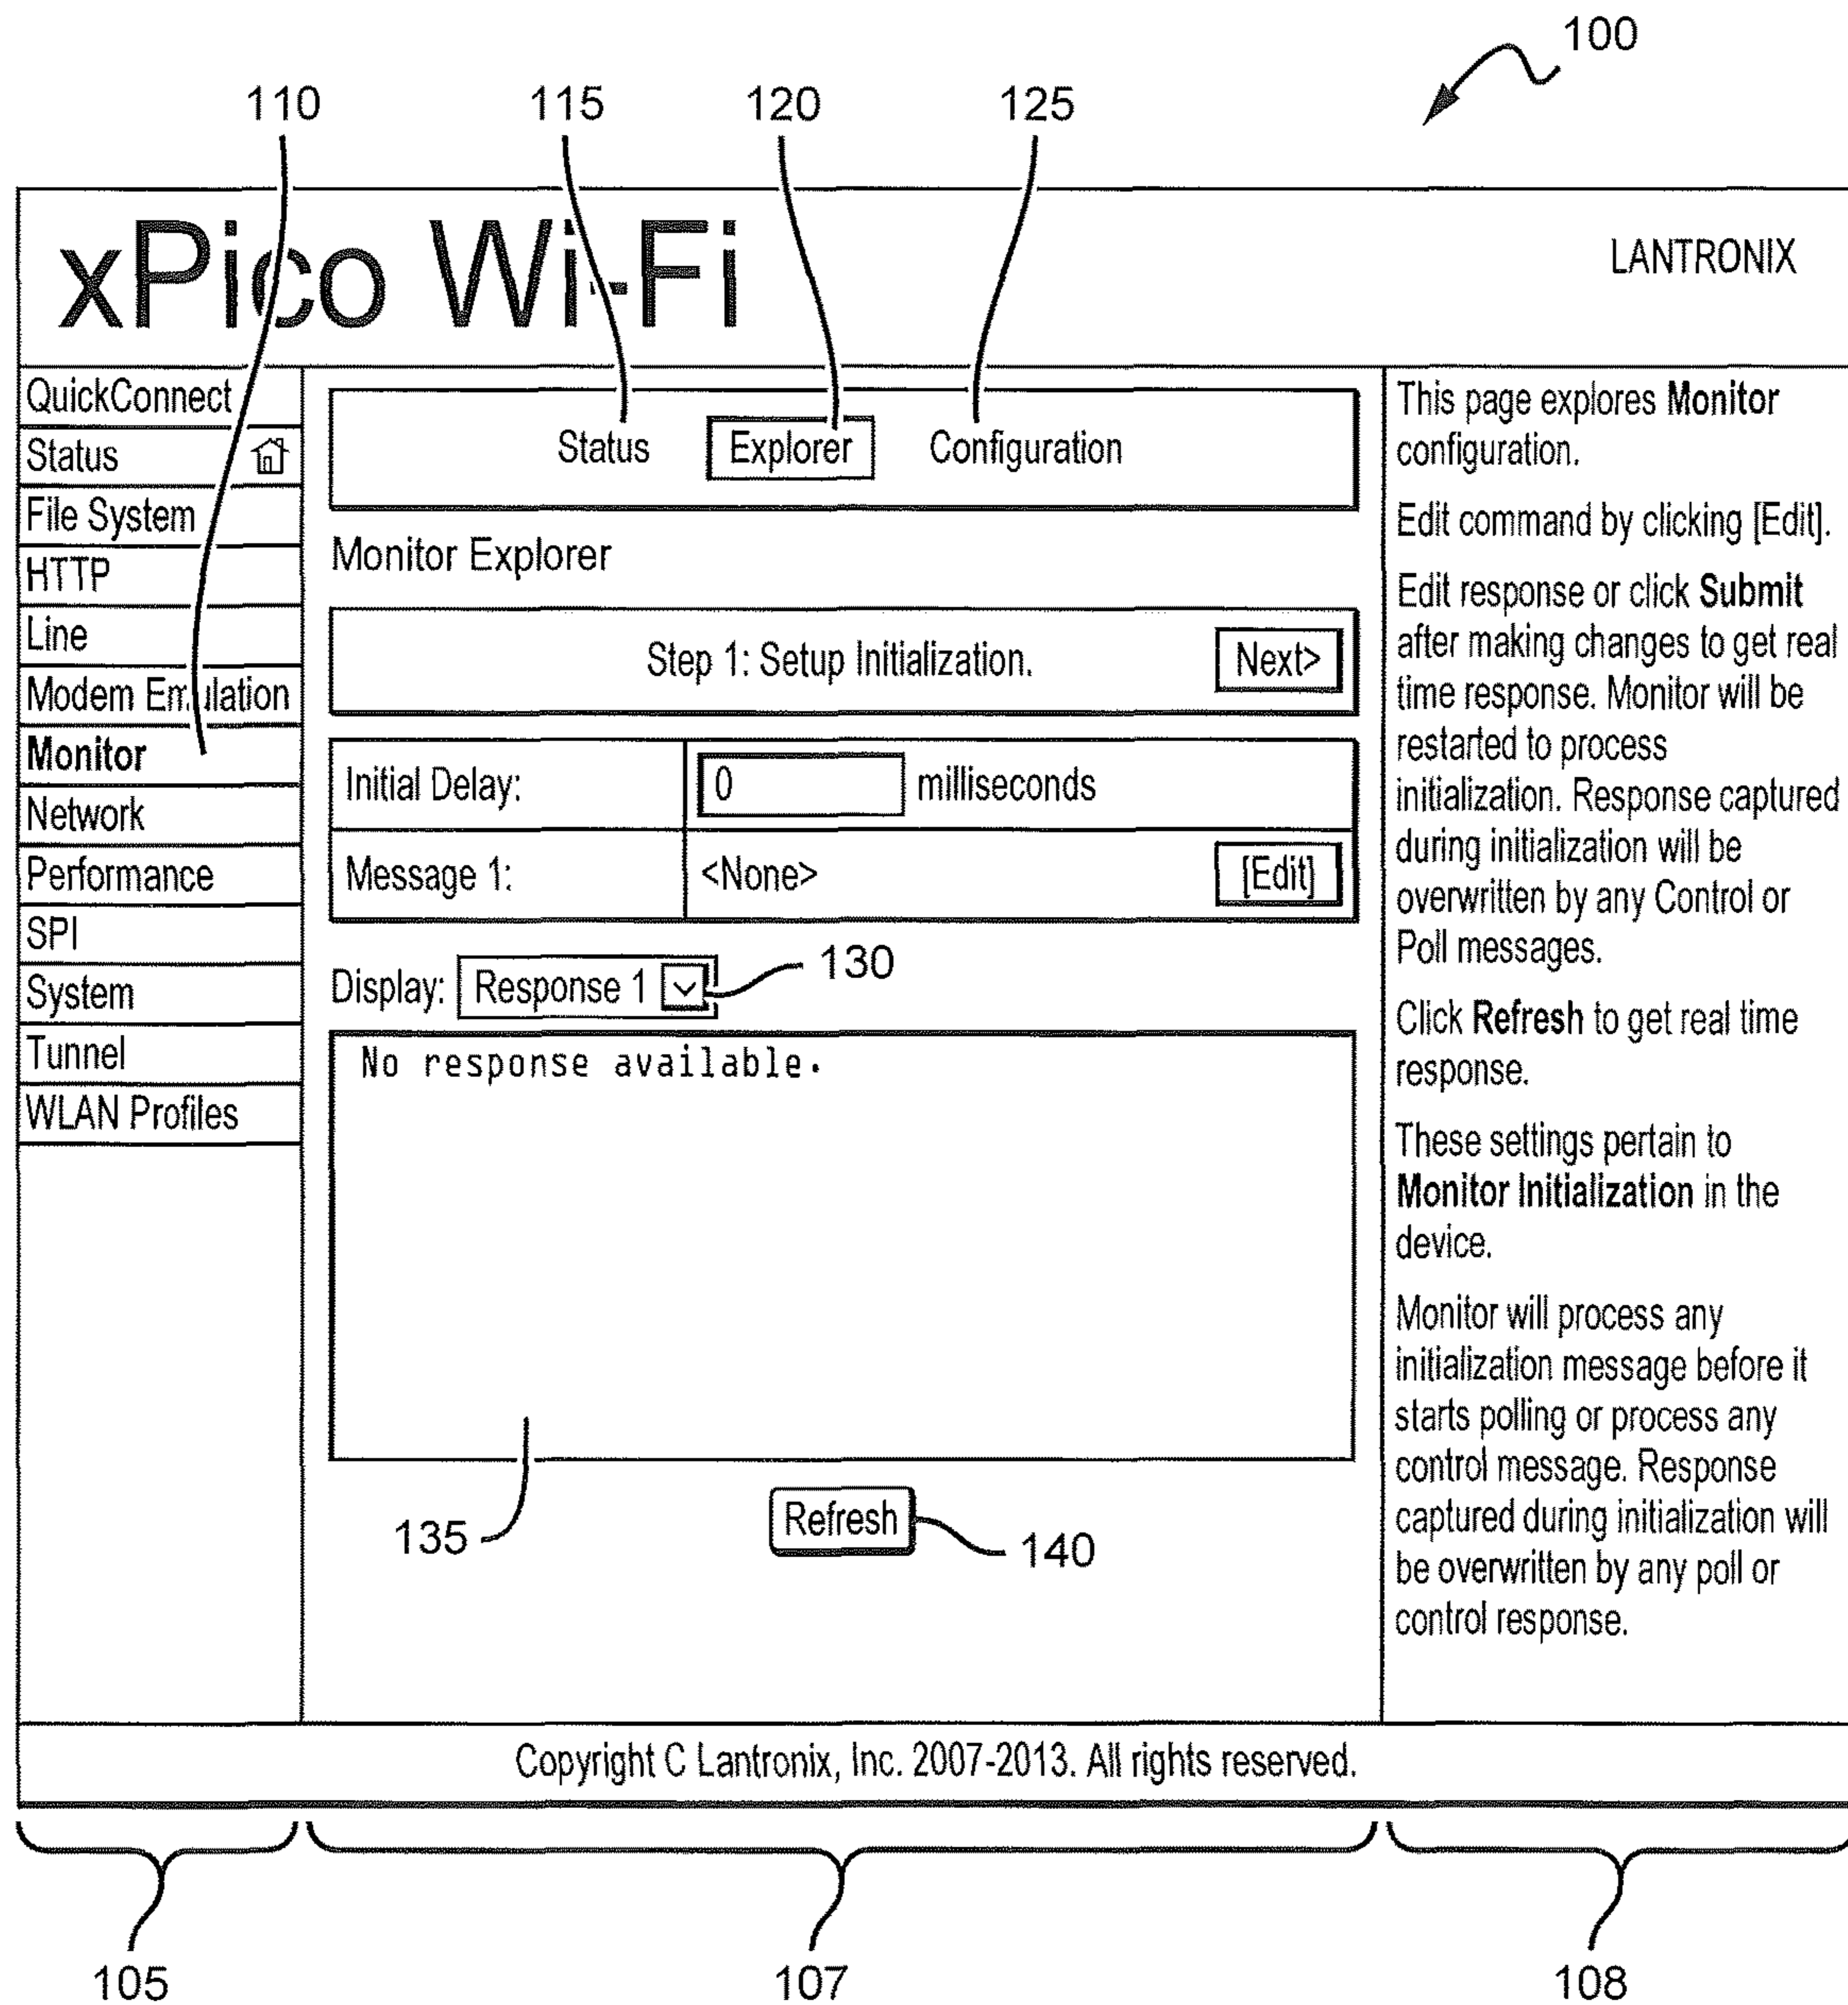 100
110
115
120
125
xPico Wi-Fi
LANTRONIX
QuickConnect
Status
File System
HTTP
Line
Modem Emulation
Monitor
Network
Performance
SPI
System
Tunnel
WLAN Profiles
Status
Explorer
Configuration
Monitor Explorer
Step 1: Setup Initialization.
Next>
Initial Delay:
0
milliseconds
Message 1:
<None>
[Edit]
Display:
Response 1
130
No response available.
135
Refresh
140
This page explores Monitor
configuration.
Edit command by clicking [Edit].
Edit response or click Submit
after making changes to get real
time response. Monitor will be
restarted to process
initialization. Response captured
during initialization will be
overwritten by any Control or
Poll messages.
Click Refresh to get real time
response.
These settings pertain to
Monitor Initialization in the
device.
Monitor will process any
initialization message before it
starts polling or process any
control message. Response
captured during initialization will
be overwritten by any poll or
control response.
Copyright C Lantronix, Inc. 2007-2013. All rights reserved.
105
107
108